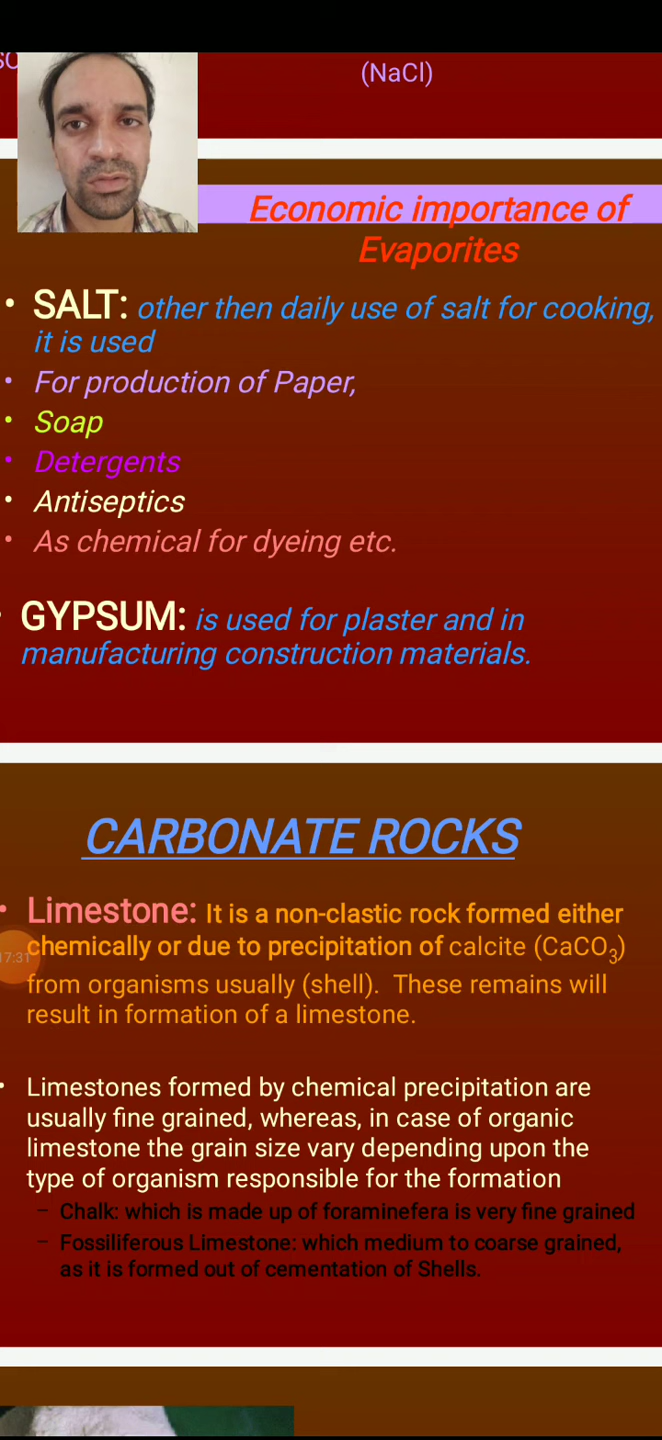 (NaCl)
Economic importance of
Evaporites
• SALT: other then daily use of salt for cooking,
it is used
• For production of Paper,
• Soap
• Detergents
• Antiseptics
• As chemical for dyeing etc.
• GYPSUM: is used for plaster and in
manufacturing construction materials.
CARBONATE ROCKS
• Limestone: It is a non-clastic rock formed either
chemically or due to precipitation of calcite (CaCO3)
17:31
from organisms usually (shell). These remains will
result in formation of a limestone.
• Limestones formed by chemical precipitation are
usually fine grained, whereas, in case of organic
limestone the grain size vary depending upon the
type of organism responsible for the formation
– Chalk: which is made up of foraminefera is very fine grained
– Fossiliferous Limestone: which medium to coarse grained,
as it is formed out of cementation of Shells.